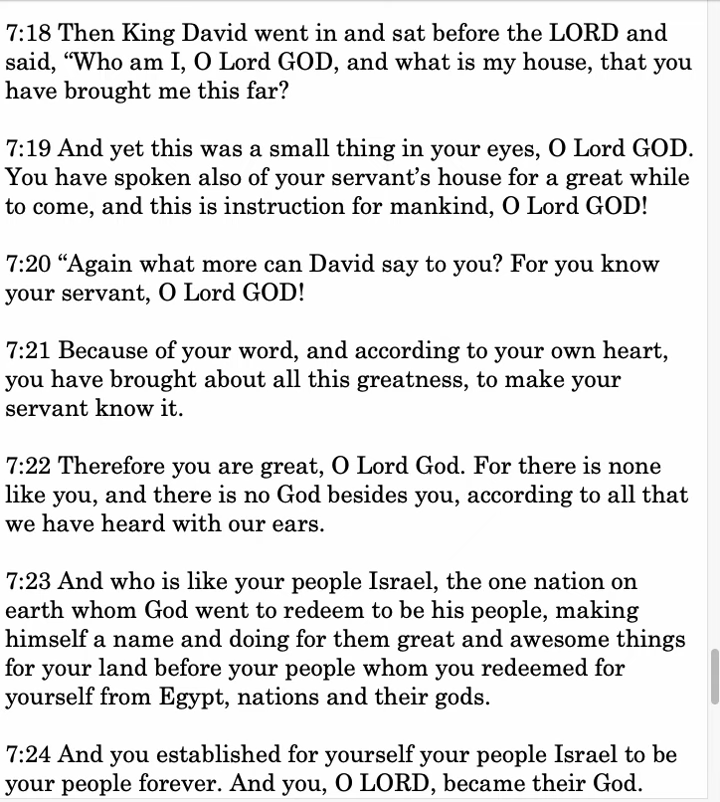 7:18 Then King David went in and sat before the LORD and
said, “Who am I, O Lord GOD, and what is my house, that you
have brought me this far?
7:19 And yet this was a small thing in your eyes, O Lord GOD.
You have spoken also of your servant’s house for a great while
to come, and this is instruction for mankind, O Lord GOD!
7:20 “Again what more can David say to you? For you know
your servant, O Lord GOD!
7:21 Because of your word, and according to your own heart,
you have brought about all this greatness, to make your
servant know it.
7:22 Therefore you are great, O Lord God. For there is none
like you, and there is no God besides you, according to all that
we have heard with our ears.
7:23 And who is like your people Israel, the one nation on
earth whom God went to redeem to be his people, making
himself a name and doing for them great and awesome things
for your land before your people whom you redeemed for
yourself from Egypt, nations and their gods.
7:24 And you established for yourself your people Israel to be
your people forever. And you, O LORD, became their God.